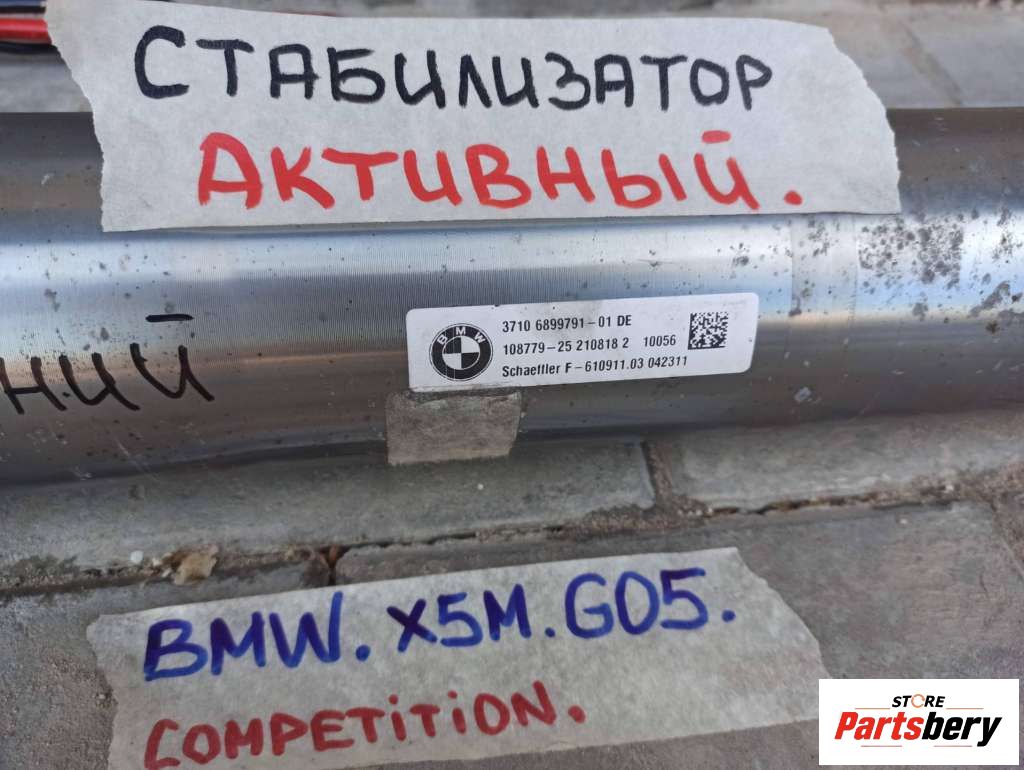 СТАБИЛИЗАТОР
АКТИВНЫЙ.
BMW
3710 6899791-01 DE
108779-25 210818 2 10056
Schaeffler F-610911.03 042311
НИЙ
BMW. X5M. G05.
COMPETITION.
STORE
Partsbery